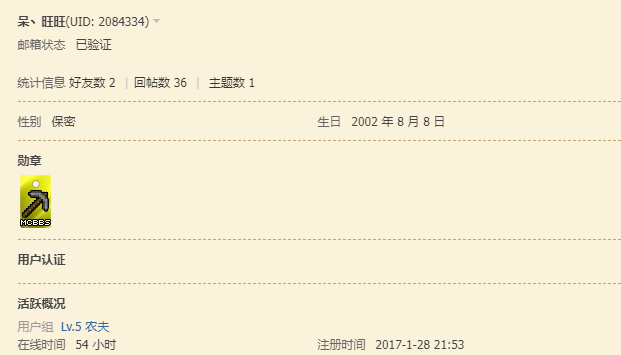 呆丶旺旺(UID: 2084334)
邮箱状态 已验证
统计信息 好友数 2 | 回帖数 36 | 主题数 1
性别 保密 生日 2002 年 8 月 8 日
勋章
MCBBS
用户认证
活跃概况
用户组 Lv.5 农夫
在线时间 54 小时 注册时间 2017-1-28 21:53